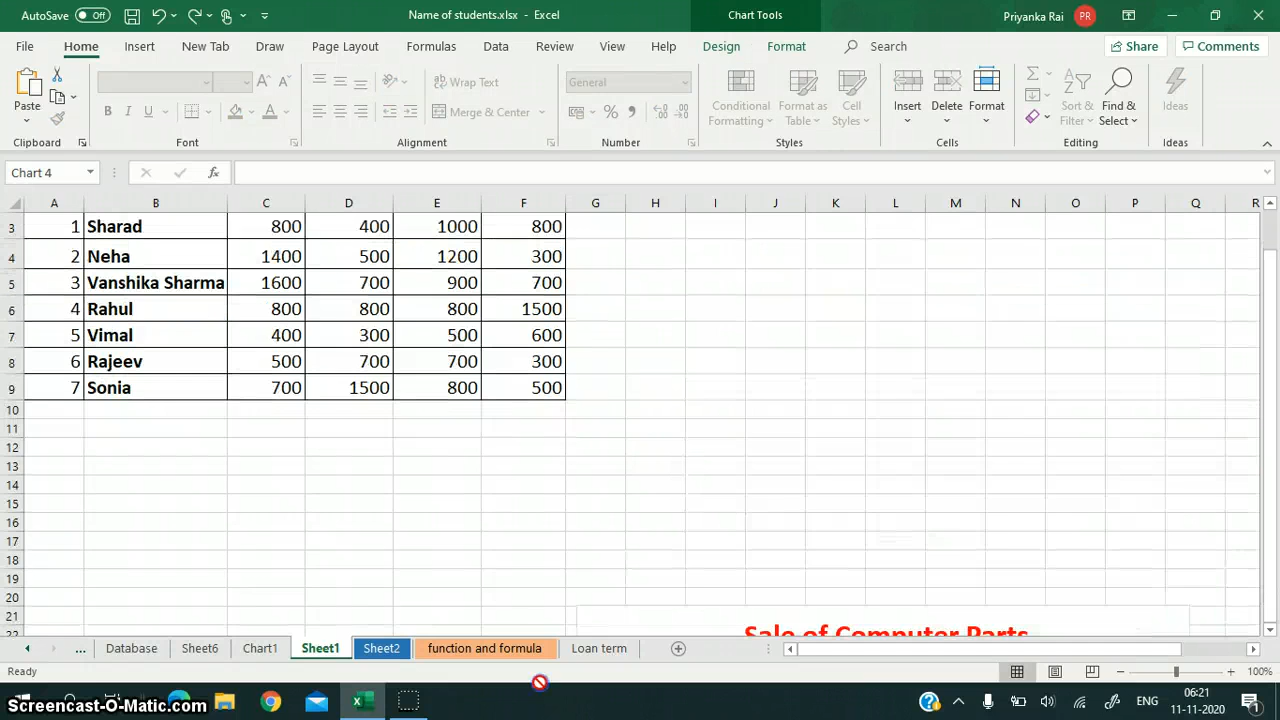 AutoSave Off Name of students.xlsx - Excel Chart Tools Priyanka Rai PR
File Home Insert New Tab Draw Page Layout Formulas Data Review View Help Design Format Search Share Comments
Paste Wrap Text General Conditional Format as Cell Insert Delete Format Sort & Find & Ideas
B I U Merge & Center % Formatting Table Styles Filter Select
Clipboard Font Alignment Number Styles Cells Editing Ideas
Chart 4 fx
A B C D E F G H I J K L M N O P Q R
3 1 Sharad 800 400 1000 800
4 2 Neha 1400 500 1200 300
5 3 Vanshika Sharma 1600 700 900 700
6 4 Rahul 800 800 800 1500
7 5 Vimal 400 300 500 600
8 6 Rajeev 500 700 700 300
9 7 Sonia 700 1500 800 500
10
11
12
13
14
15
16
17
18
19
20
21
22 Sale of Computer Parts
... Database Sheet6 Chart1 Sheet1 Sheet2 function and formula Loan term
Ready 100%
Screencast-O-Matic.com ENG 06:21
11-11-2020 1